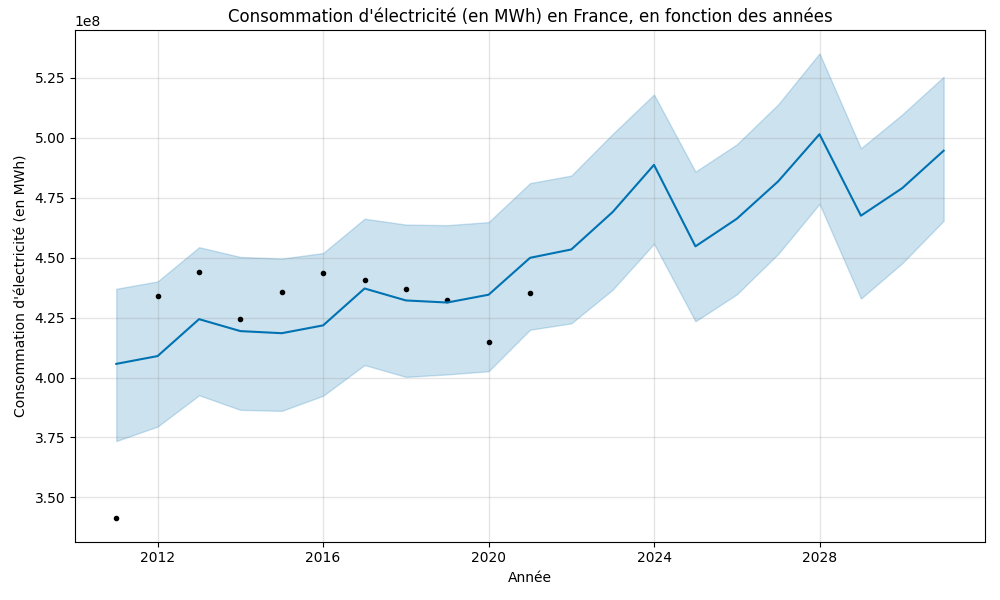 Consommation d'électricité (en MWh) en France, en fonction des années
1e8
5.25
5.00
4.75
4.50
4.25
4.00
3.75
3.50
Consommation d'électricité (en MWh)
2012 2016 2020 2024 2028
Année